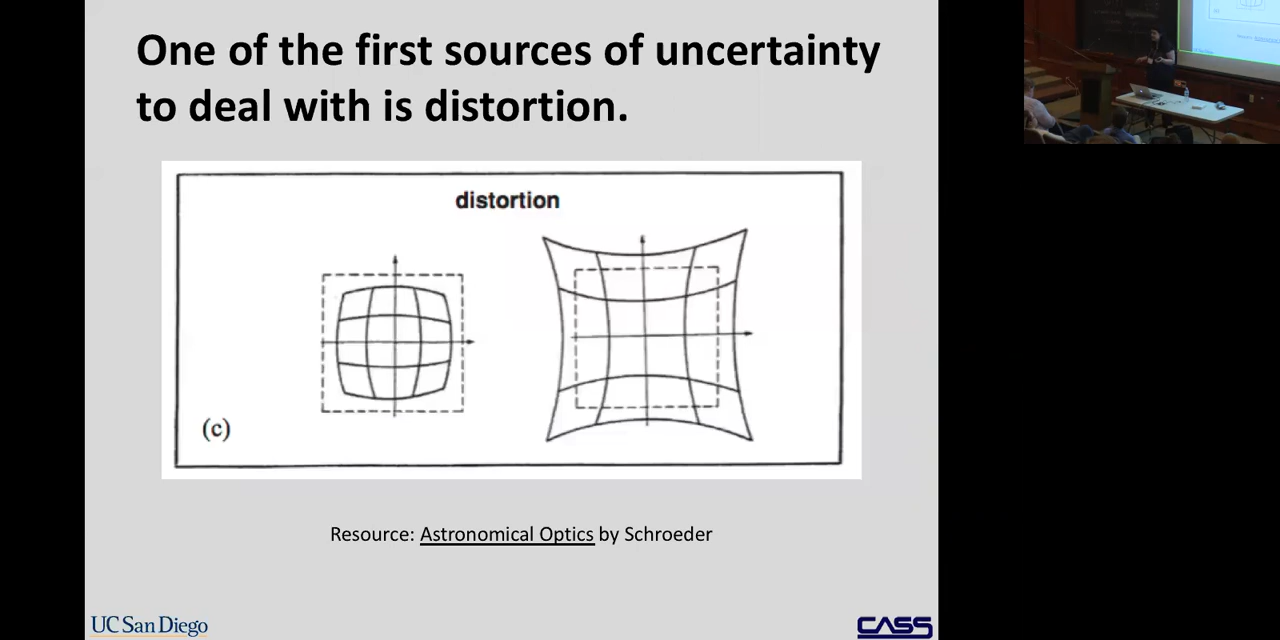 One of the first sources of uncertainty
to deal with is distortion.
distortion
(c)
Resource: Astronomical Optics by Schroeder
UC San Diego
CASS